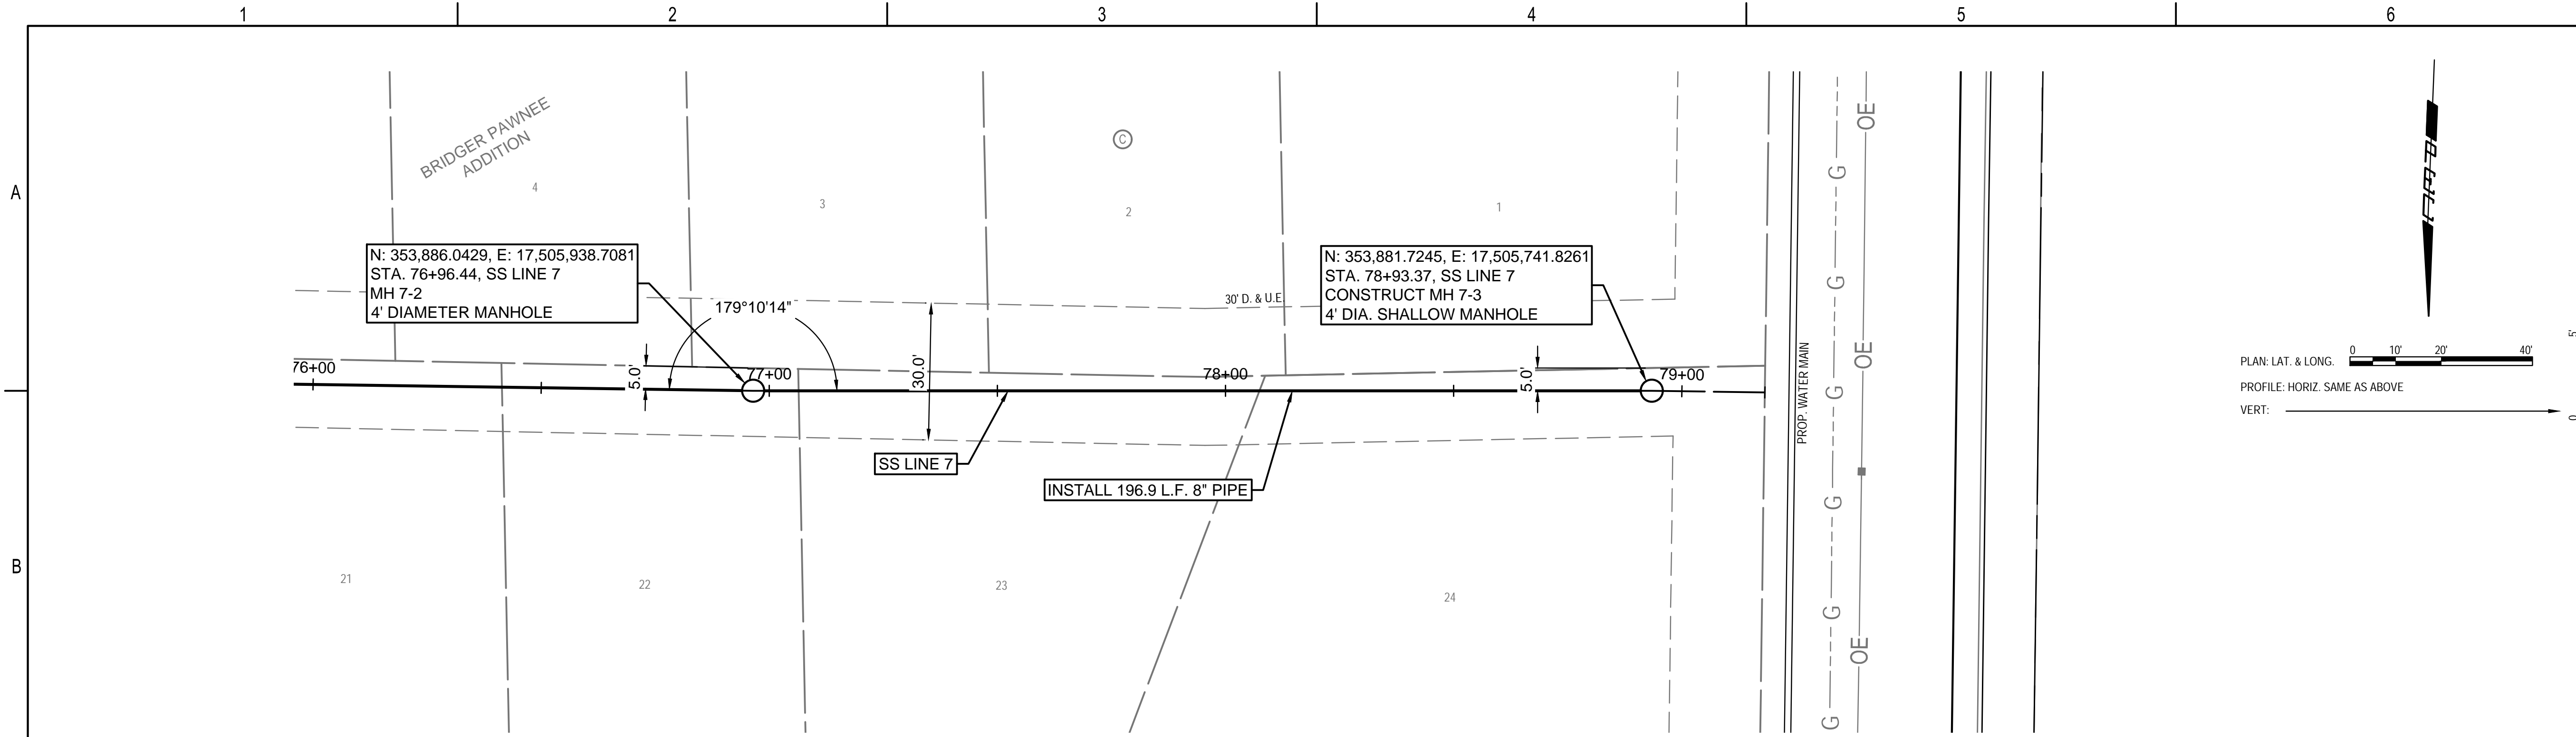 1
2
3
4
5
6
A
B
BRIDGER PAWNEE
ADDITION
C
4
3
2
1
N: 353,886.0429, E: 17,505,938.7081
STA. 76+96.44, SS LINE 7
MH 7-2
4' DIAMETER MANHOLE
179°10'14"
30' D. & U.E.
N: 353,881.7245, E: 17,505,741.8261
STA. 78+93.37, SS LINE 7
CONSTRUCT MH 7-3
4' DIA. SHALLOW MANHOLE
76+00
5.0'
77+00
30.0'
78+00
5.0'
79+00
SS LINE 7
INSTALL 196.9 L.F. 8" PIPE
21
22
23
24
PROP. WATER MAIN
G
G
G
G
G
G
G
OE
OE
OE
PLAN: LAT. & LONG.
0 10' 20' 40'
PROFILE: HORIZ. SAME AS ABOVE
VERT:
5'
0